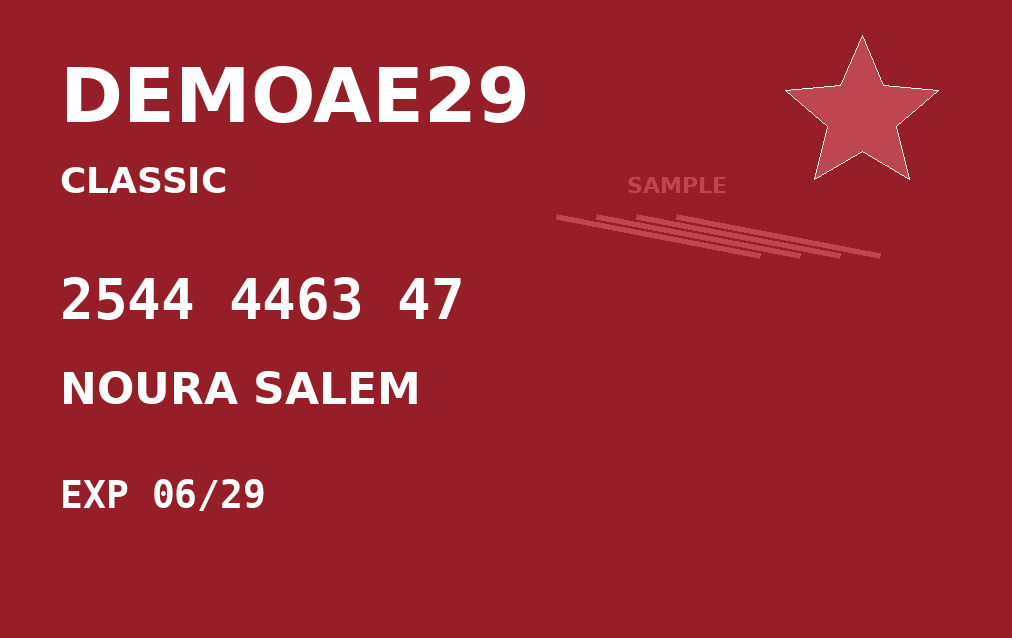 DEMOAE29
CLASSIC
SAMPLE
2544 4463 47
NOURA SALEM
EXP 06/29